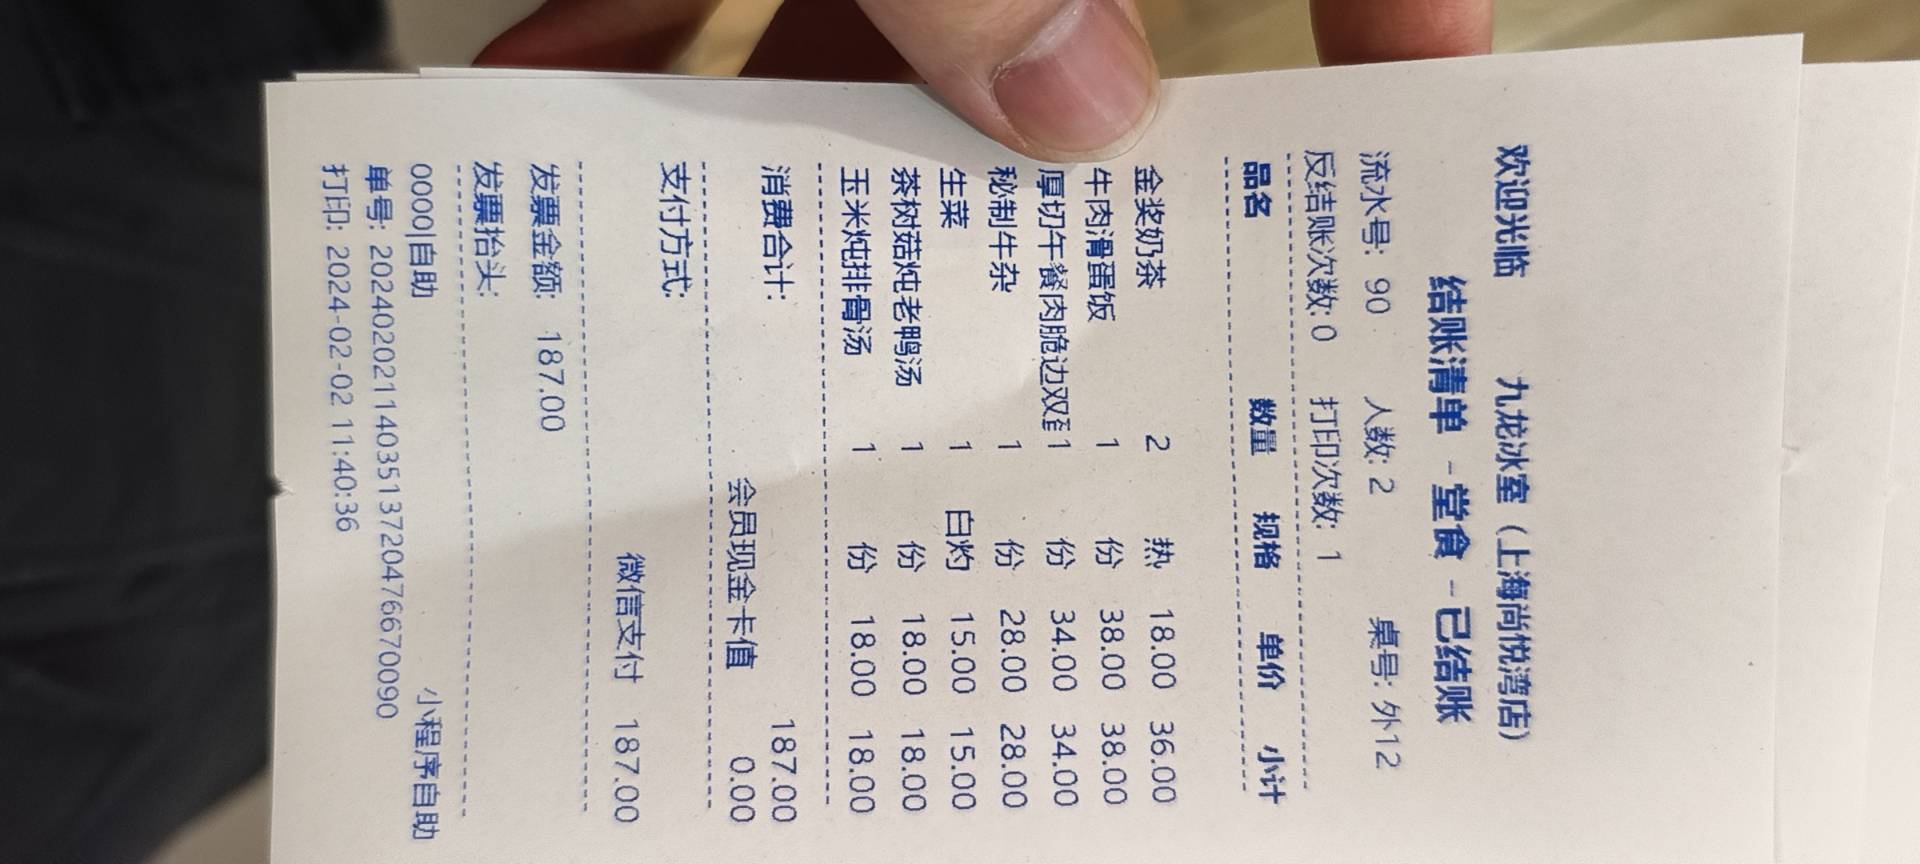 欢迎光临 九龙冰室（上海尚悦湾店）
结账清单 - 堂食 - 已结账
流水号: 90 人数: 2 桌号: 外12
反结账次数: 0 打印次数: 1
品名 数量 规格 单价 小计
金奖奶茶 2 热 18.00 36.00
牛肉滑蛋饭 1 份 38.00 38.00
厚切午餐肉脆边双 1 份 34.00 34.00
秘制牛杂 1 份 28.00 28.00
生菜 1 白灼 15.00 15.00
茶树菇炖老鸭汤 1 份 18.00 18.00
玉米炖排骨汤 1 份 18.00 18.00
消费合计: 187.00
会员现金卡值 0.00
支付方式:
微信支付 187.00
发票金额: 187.00
发票抬头:
0000|自助 小程序自助
单号: 2024020211403513720476670090
打印: 2024-02-02 11:40:36